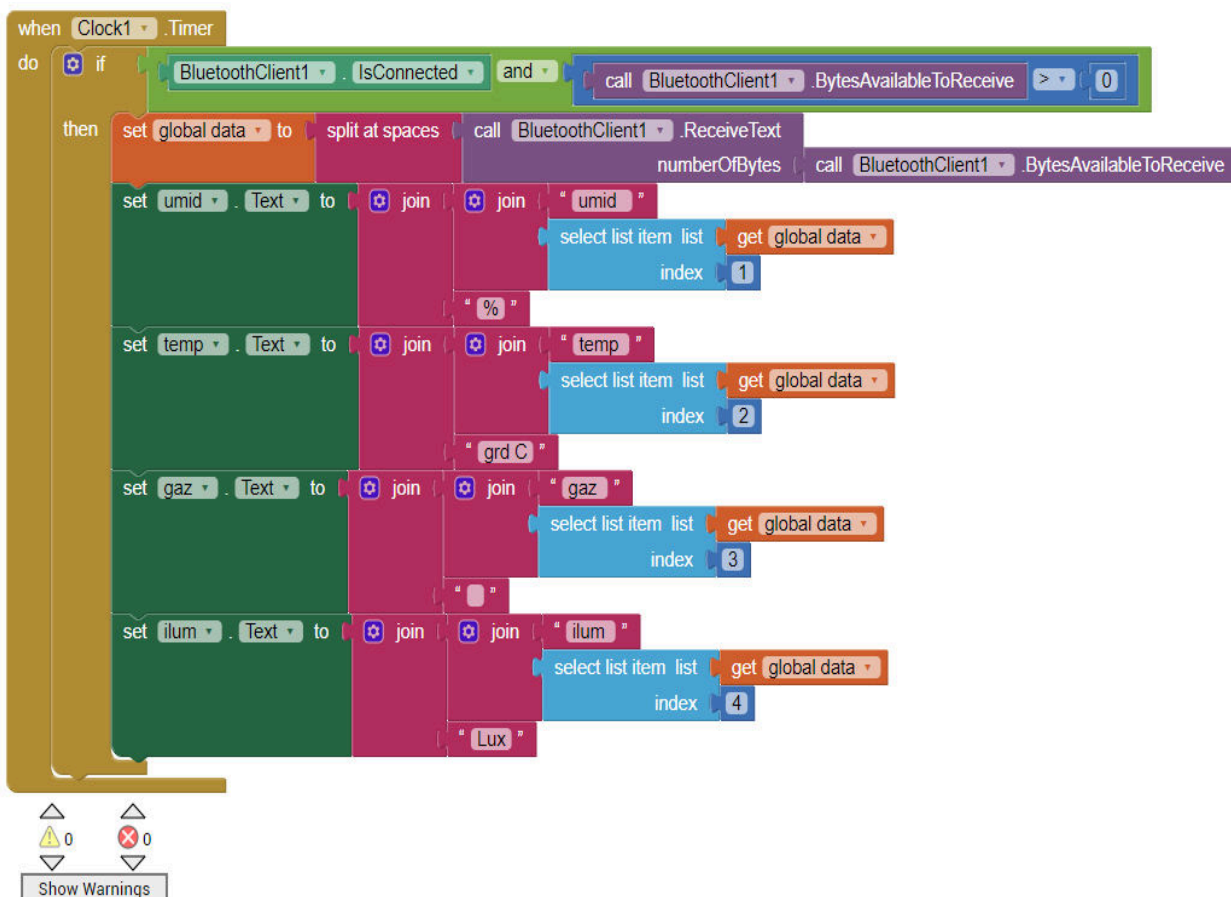 when Clock1 .Timer
do if BluetoothClient1 . IsConnected and call BluetoothClient1 .BytesAvailableToReceive > 0
then set global data to split at spaces call BluetoothClient1 .ReceiveText
numberOfBytes call BluetoothClient1 .BytesAvailableToReceive
set umid . Text to join join " umid "
select list item list get global data
index 1
" % "
set temp . Text to join join " temp "
select list item list get global data
index 2
" grd C "
set gaz . Text to join join " gaz "
select list item list get global data
index 3
" "
set ilum . Text to join join " ilum "
select list item list get global data
index 4
" Lux "
0 0
Show Warnings